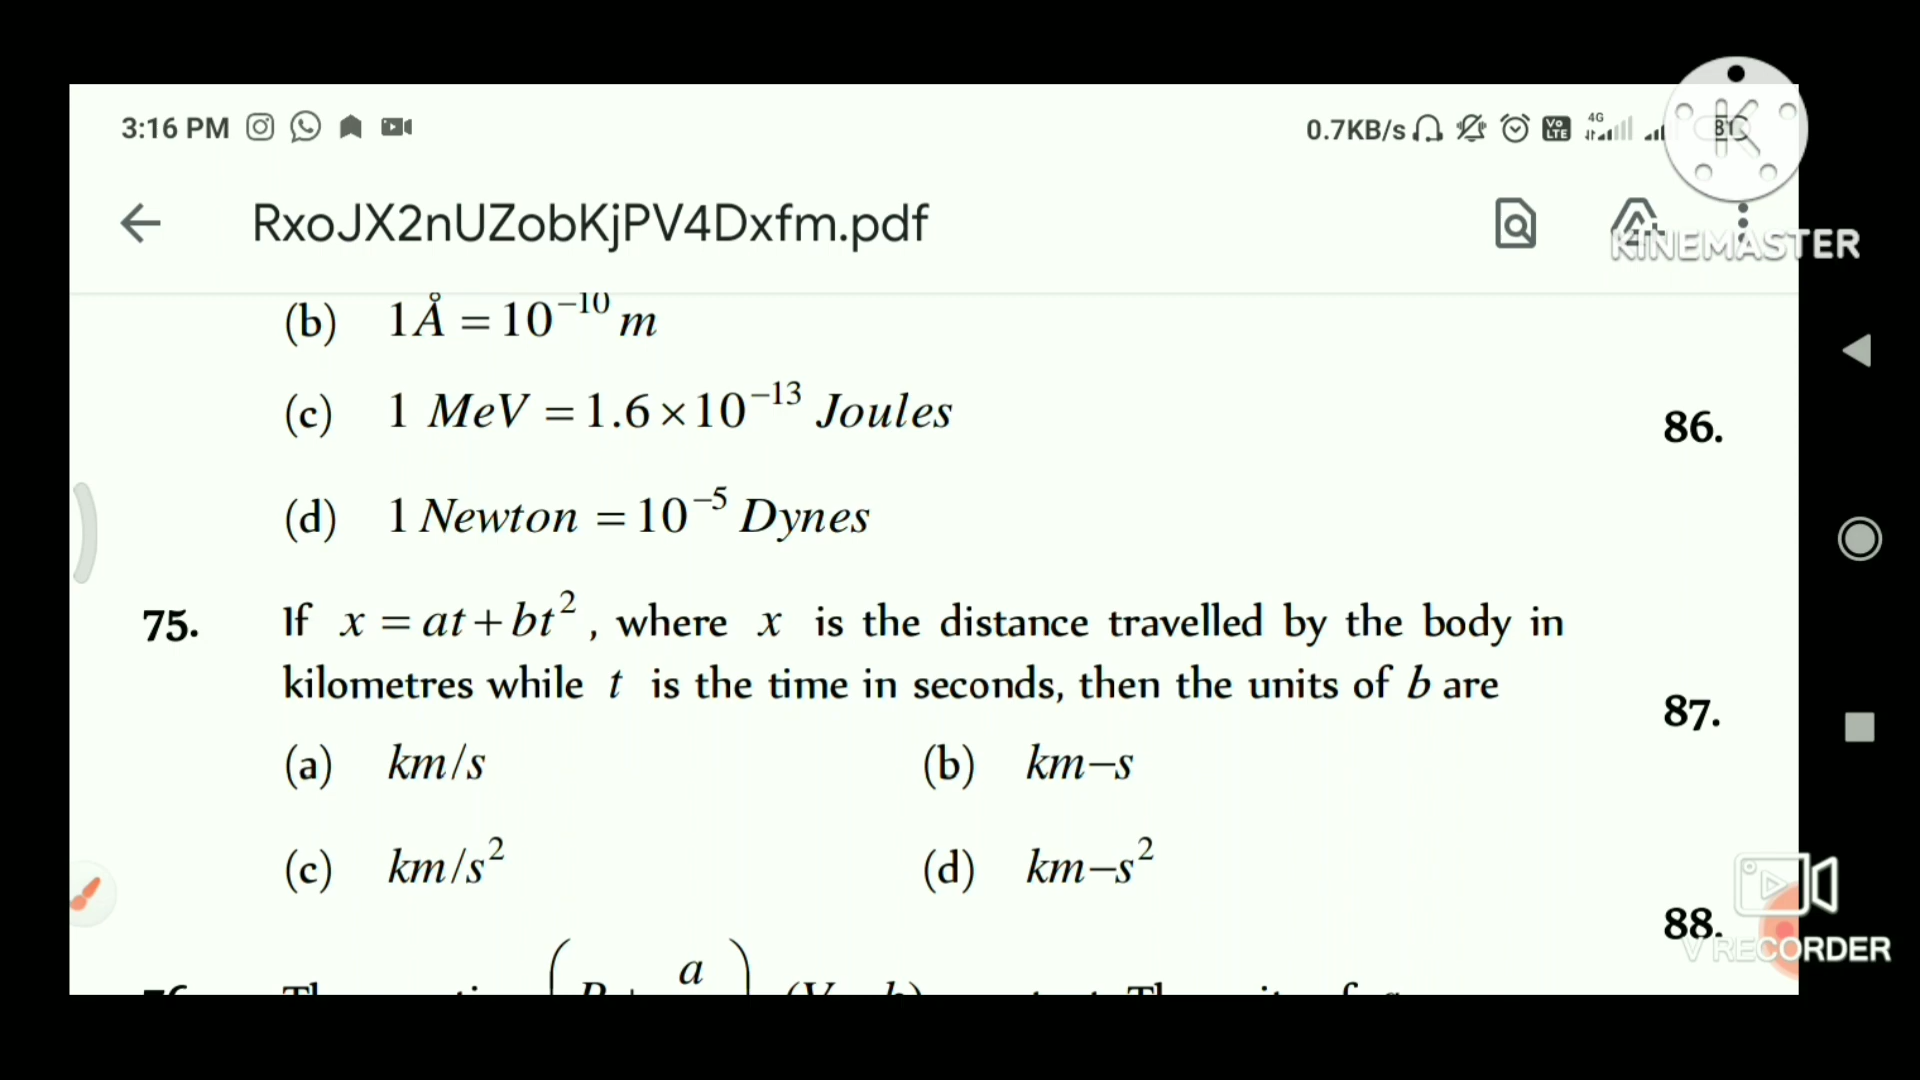 3:16 PM 0.7KB/s Vo LTE 4G
RxoJX2nUZobKjPV4Dxfm.pdf
KINEMASTER
(b) 1Å = 10⁻¹⁰ m
(c) 1 MeV = 1.6×10⁻¹³ Joules
86.
(d) 1 Newton = 10⁻⁵ Dynes
75. If x = at+bt², where x is the distance travelled by the body in
kilometres while t is the time in seconds, then the units of b are
87.
(a) km/s (b) km–s
(c) km/s² (d) km–s²
88.
V RECORDER
a